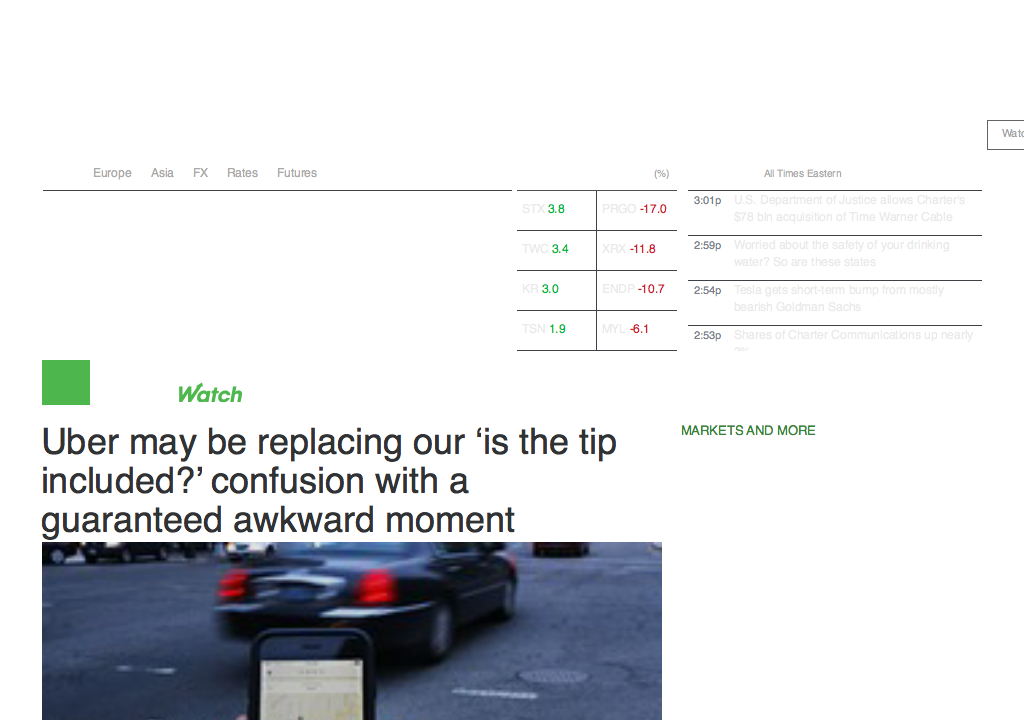 Watc
Europe Asia FX Rates Futures
(%)
All Times Eastern
STX 3.8 PRGO -17.0
TWC 3.4 XRX -11.8
KR 3.0 ENDP -10.7
TSN 1.9 MYL -6.1
3:01p U.S. Department of Justice allows Charter's
$78 bln acquisition of Time Warner Cable
2:59p Worried about the safety of your drinking
water? So are these states
2:54p Tesla gets short-term bump from mostly
bearish Goldman Sachs
2:53p Shares of Charter Communications up nearly
Watch
Uber may be replacing our ‘is the tip
included?’ confusion with a
guaranteed awkward moment
MARKETS AND MORE